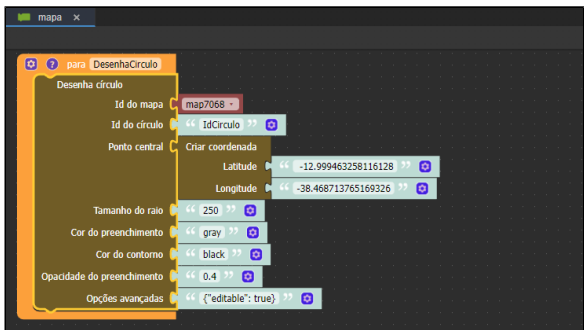 mapa ×
? para DesenhaCirculo
Desenha círculo
Id do mapa map7068
Id do círculo “ IdCirculo ”
Ponto central Criar coordenada
Latitude “ -12.999463258116128 ”
Longitude “ -38.468713765169326 ”
Tamanho do raio “ 250 ”
Cor do preenchimento “ gray ”
Cor do contorno “ black ”
Opacidade do preenchimento “ 0.4 ”
Opções avançadas “ {"editable": true} ”